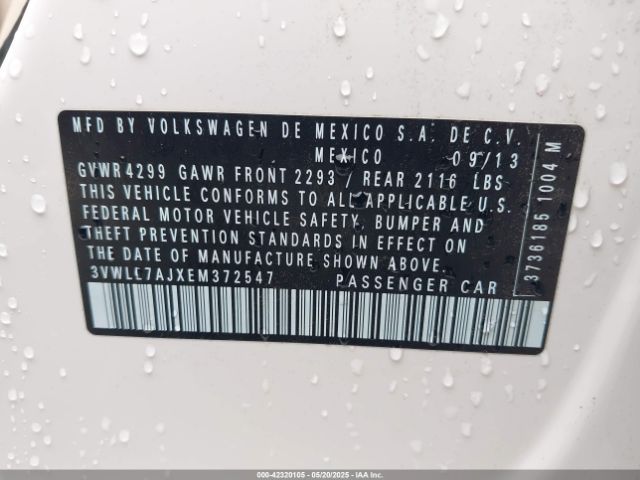 MFD BY VOLKSWAGEN DE MEXICO S.A. DE C.V.
MEXICO 09/13
GVWR 4299 GAWR FRONT 2293 / REAR 2116 LBS
THIS VEHICLE CONFORMS TO ALL APPLICABLE U.S.
FEDERAL MOTOR VEHICLE SAFETY, BUMPER AND
THEFT PREVENTION STANDARDS IN EFFECT ON
THE DATE OF MANUFACTURE SHOWN ABOVE.
3VWLL7AJXEM372547 PASSENGER CAR
3736185 1004 M
000-42320105 - 05/20/2025 - IAA Inc.